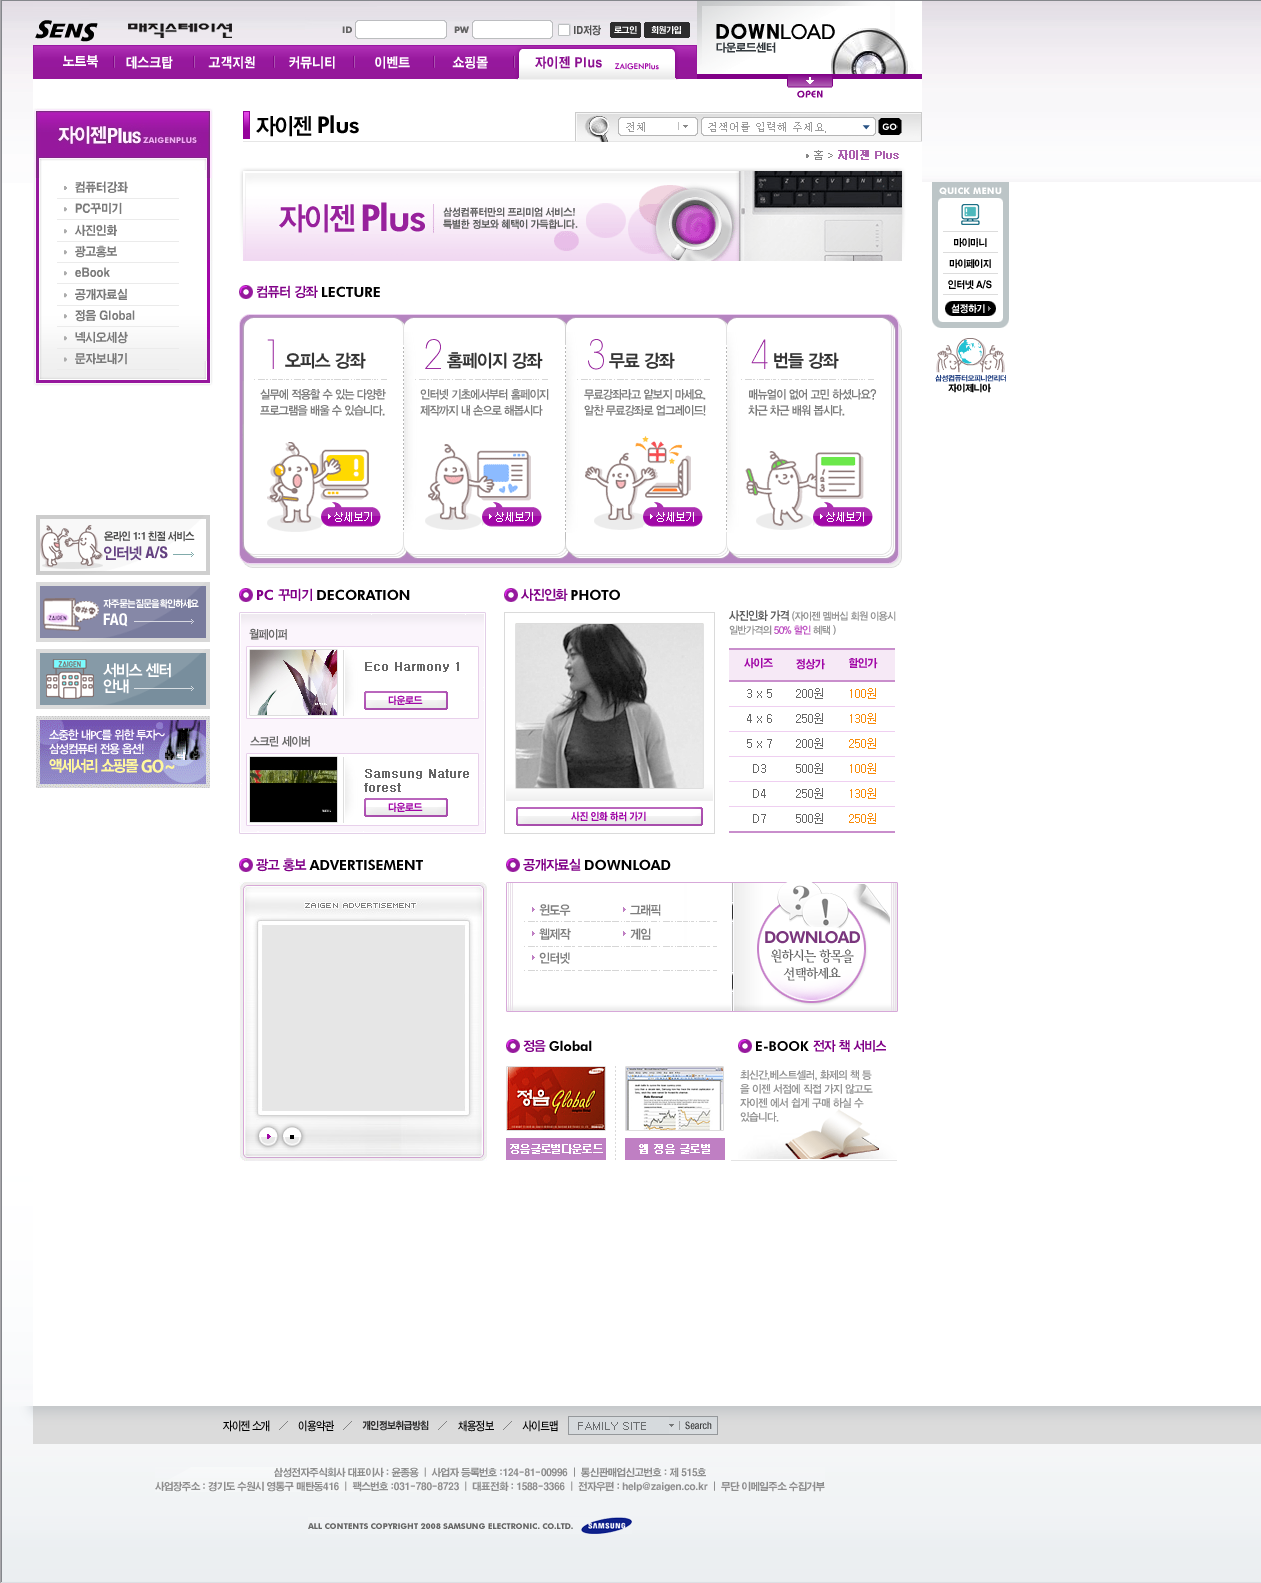 SENS 매직스테이션
ID PW ID저장 로그인 회원가입
DOWNLOAD
다운로드센터
노트북 데스크탑 고객지원 커뮤니티 이벤트 쇼핑몰 자이젠 Plus ZAIGENPlus
OPEN
자이젠Plus ZAIGENPLUS
컴퓨터강좌
PC꾸미기
사진인화
광고홍보
eBook
공개자료실
정음 Global
넥시오세상
문자보내기
온라인 1:1 친절 서비스
인터넷 A/S
ZAIGEN
자주 묻는 질문을 확인하세요
FAQ
ZAIGEN
서비스 센터
안내
소중한 내PC를 위한 투자~
삼성컴퓨터 전용 옵션!
액세서리 쇼핑몰 GO~
자이젠 Plus
전체 검색어를 입력해 주세요. GO
홈 > 자이젠 Plus
자이젠 Plus
삼성컴퓨터만의 프리미엄 서비스!
특별한 정보와 혜택이 가득합니다.
QUICK MENU
마이미니
마이페이지
인터넷 A/S
설정하기
삼성컴퓨터오피니언리더
자이제니아
컴퓨터 강좌 LECTURE
1 오피스 강좌
실무에 적용할 수 있는 다양한
프로그램을 배울 수 있습니다.
상세보기
2 홈페이지 강좌
인터넷 기초에서부터 홈페이지
제작까지 내 손으로 해봅시다
상세보기
3 무료 강좌
무료강좌라고 얕보지 마세요.
알찬 무료강좌로 업그레이드!
상세보기
4 번들 강좌
매뉴얼이 없어 고민 하셨나요?
차근 차근 배워 봅시다.
상세보기
PC 꾸미기 DECORATION
월페이퍼
Eco Harmony 1
다운로드
스크린 세이버
Samsung Nature
forest
다운로드
사진인화 PHOTO
사진 인화 하러 가기
사진인화 가격 (자이젠 멤버십 회원 이용시
일반가격의 50% 할인 혜택 )
사이즈 정상가 할인가
3 x 5 200원 100원
4 x 6 250원 130원
5 x 7 200원 250원
D3 500원 100원
D4 250원 130원
D7 500원 250원
광고 홍보 ADVERTISEMENT
ZAIGEN ADVERTISEMENT
공개자료실 DOWNLOAD
윈도우 그래픽
웹제작 게임
인터넷
?!
DOWNLOAD
원하시는 항목을
선택하세요
정음 Global
정음Global
정음글로벌다운로드
웹 정음 글로벌
E-BOOK 전자 책 서비스
최신간,베스트셀러, 화제의 책 등
을 이젠 서점에 직접 가지 않고도
자이젠 에서 쉽게 구매 하실 수
있습니다.
자이젠 소개 ／ 이용약관 ／ 개인정보취급방침 ／ 채용정보 ／ 사이트맵 FAMILY SITE Search
삼성전자주식회사 대표이사 : 윤종용 | 사업자 등록번호 :124-81-00996 | 통신판매업신고번호 : 제 515호
사업장주소 : 경기도 수원시 영통구 매탄동416 | 팩스번호 :031-780-8723 | 대표전화 : 1588-3366 | 전자우편 : help@zaigen.co.kr | 무단 이메일주소 수집거부
ALL CONTENTS COPYRIGHT 2008 SAMSUNG ELECTRONIC. CO.LTD. SAMSUNG